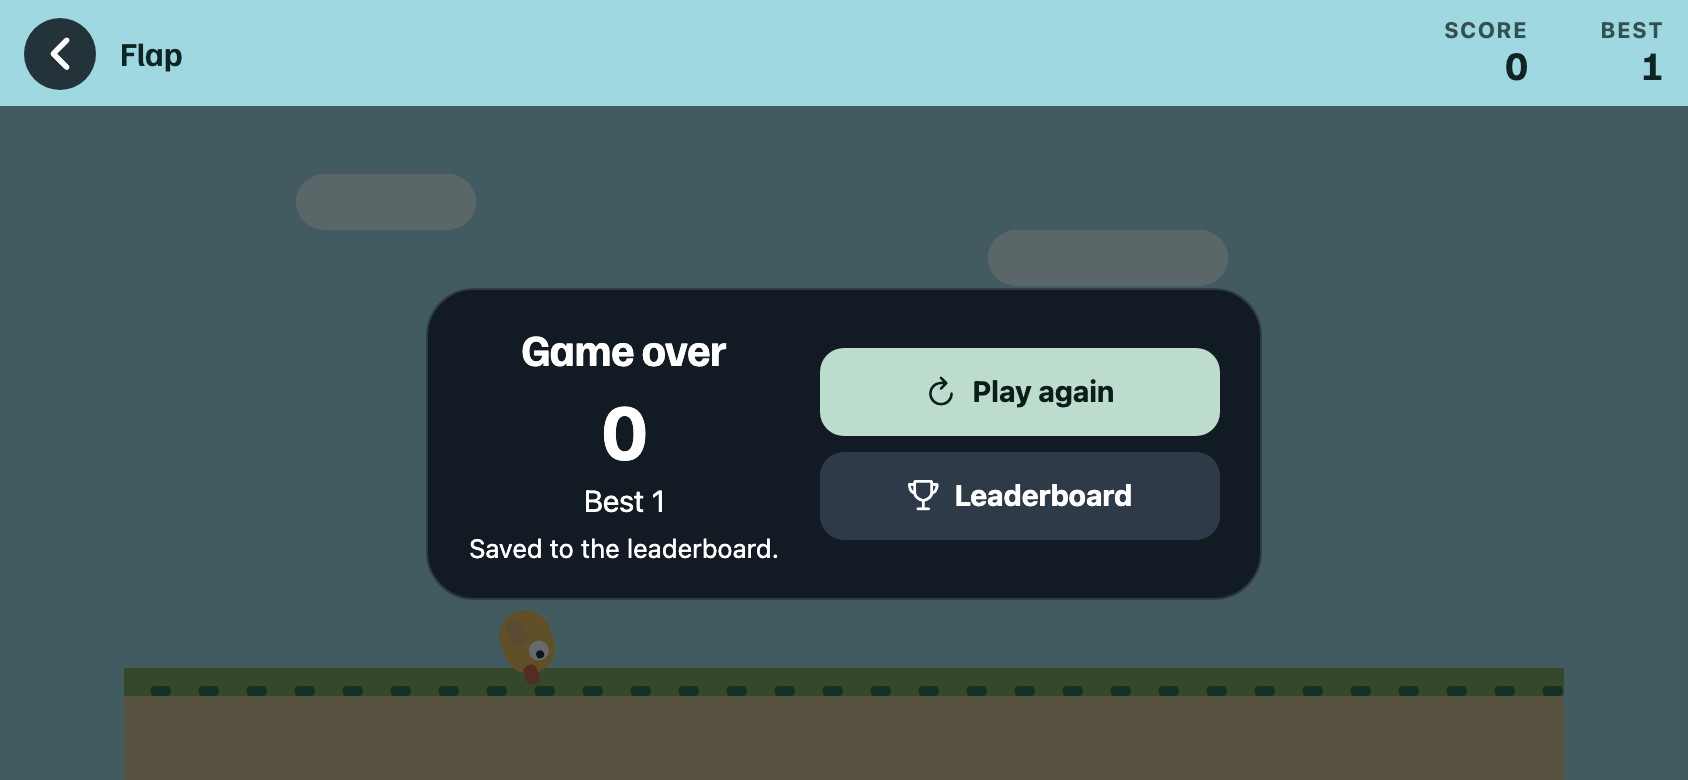 Flap
SCORE
0
BEST
1
Game over
0
Best 1
Saved to the leaderboard.
Play again
Leaderboard